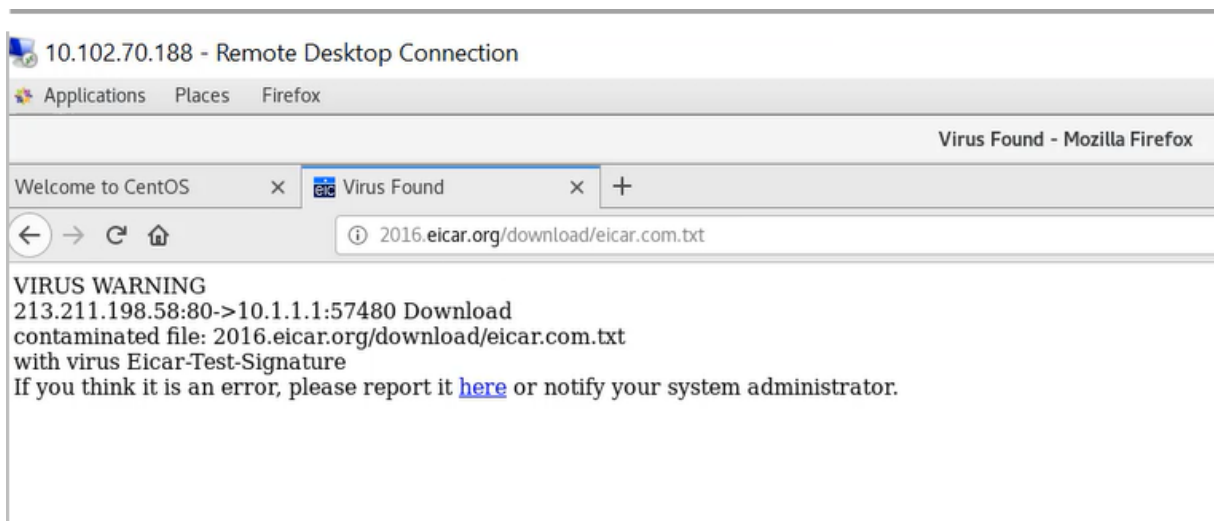 10.102.70.188 - Remote Desktop Connection
Applications Places Firefox
Virus Found - Mozilla Firefox
Welcome to CentOS × eic Virus Found × +
2016.eicar.org/download/eicar.com.txt
VIRUS WARNING
213.211.198.58:80->10.1.1.1:57480 Download
contaminated file: 2016.eicar.org/download/eicar.com.txt
with virus Eicar-Test-Signature
If you think it is an error, please report it here or notify your system administrator.